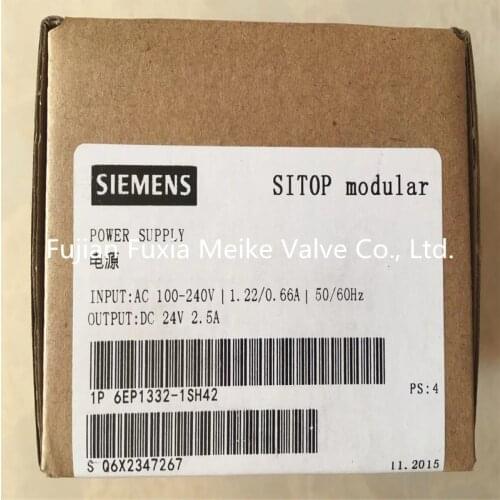 SIEMENS SITOP modular
POWER SUPPLY
Fujian Fuxia Meike Valve Co., Ltd.
电源
INPUT:AC 100-240V | 1.22/0.66A | 50/60Hz
OUTPUT:DC 24V 2.5A
1P 6EP1332-1SH42 PS:4
S Q6X2347267 11.2015